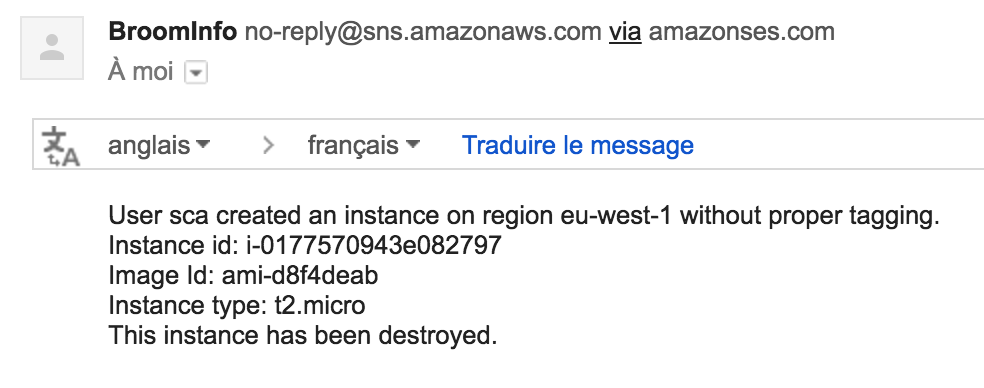 BroomInfo no-reply@sns.amazonaws.com via amazonses.com
À moi
anglais français Traduire le message
User sca created an instance on region eu-west-1 without proper tagging.
Instance id: i-0177570943e082797
Image Id: ami-d8f4deab
Instance type: t2.micro
This instance has been destroyed.